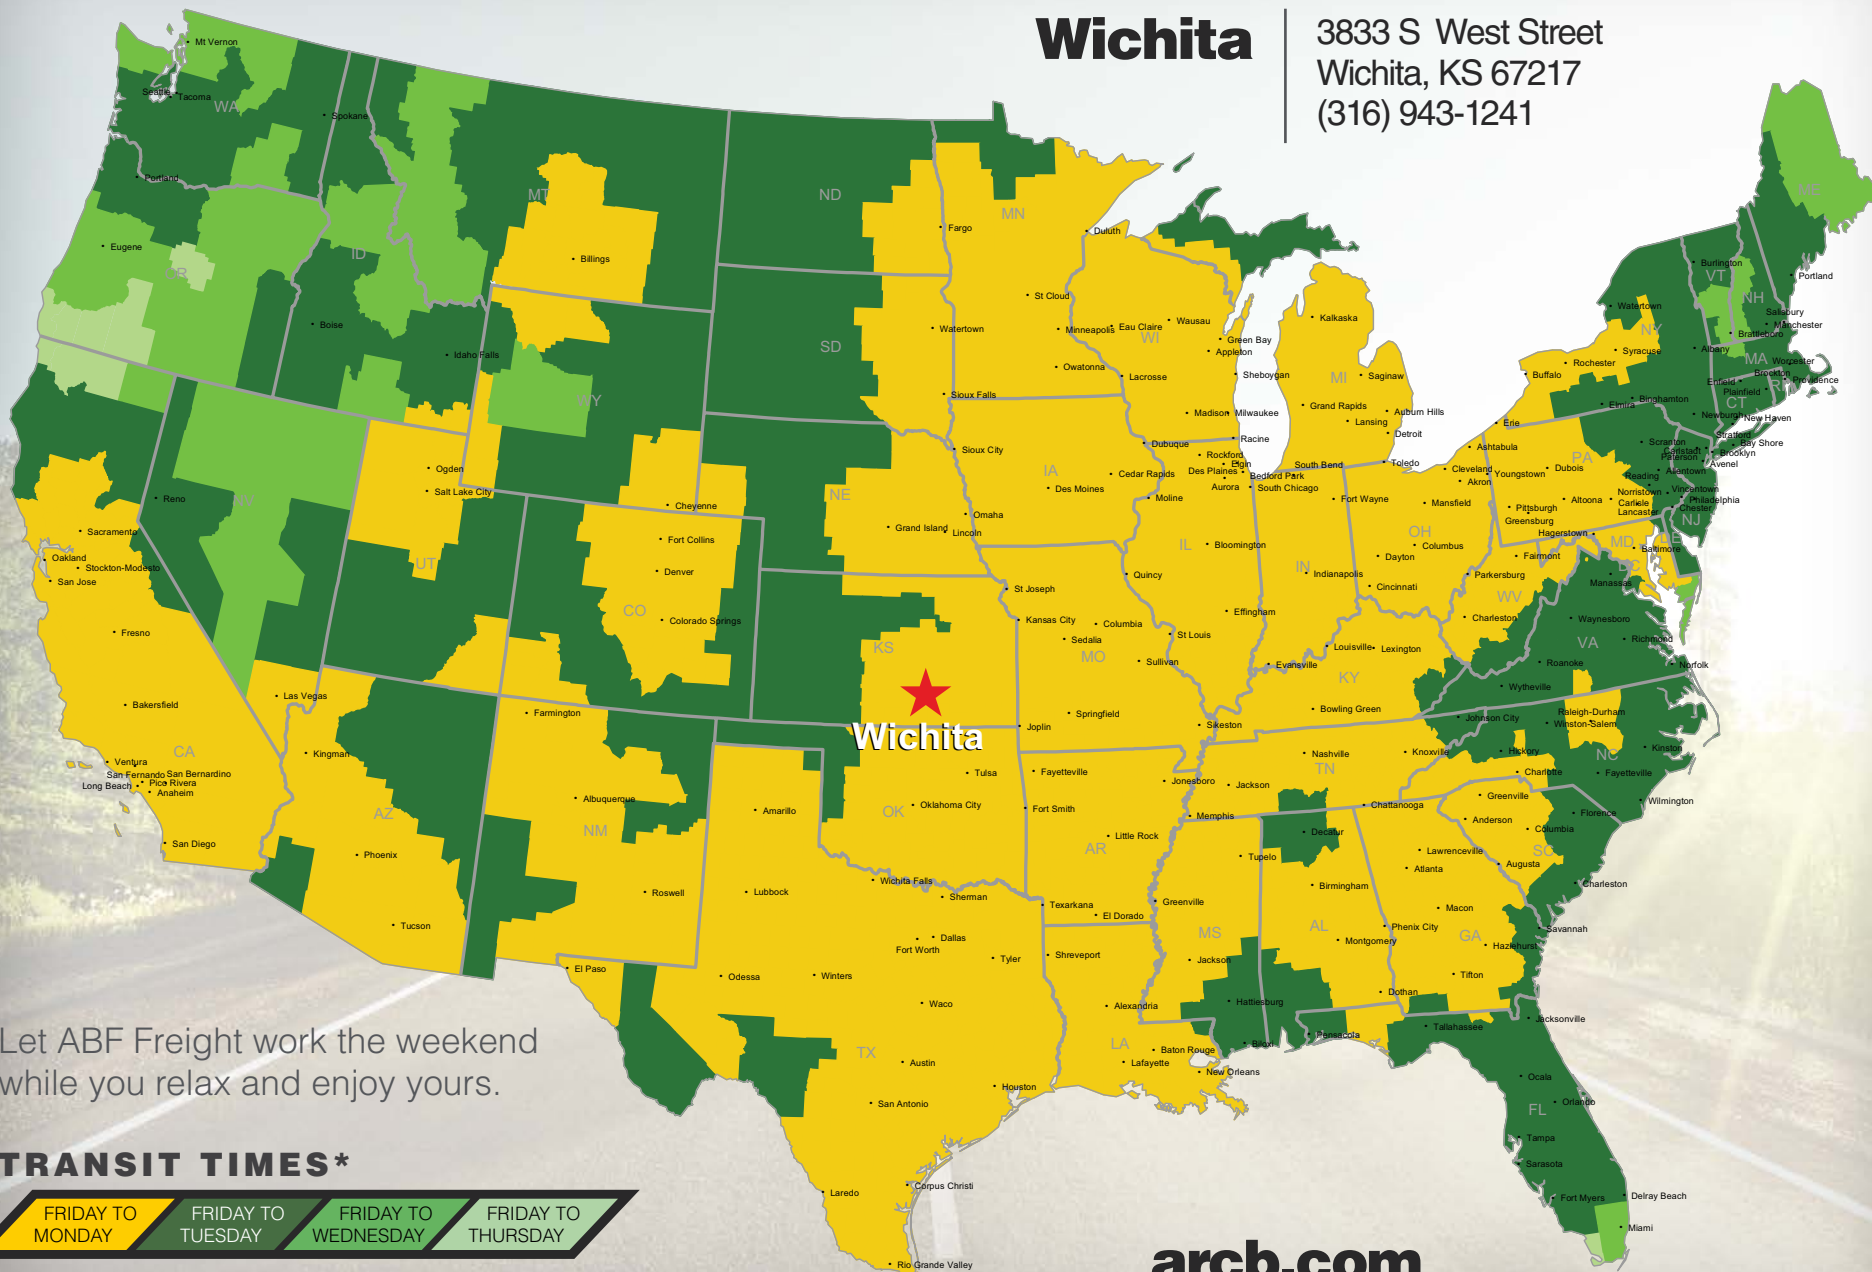 Wichita
3833 S West Street
Wichita, KS 67217
(316) 943-1241
Mt Vernon
Seattle
Tacoma
WA
Spokane
Portland
Eugene
OR
ID
Boise
Idaho Falls
MT
Billings
WY
Cheyenne
ND
SD
Fargo
MN
Duluth
St Cloud
Minneapolis
Watertown
Owatonna
Sioux Falls
Eau Claire
Wausau
WI
Green Bay
Appleton
Lacrosse
Sheboygan
Madison
Milwaukee
Racine
Kalkaska
MI
Saginaw
Grand Rapids
Lansing
Auburn Hills
Detroit
Sioux City
IA
Dubuque
Cedar Rapids
Des Moines
Moline
Rockford
Elgin
Des Plaines
Bedford Park
Aurora
South Chicago
South Bend
Toledo
Fort Wayne
NE
Omaha
Grand Island
Lincoln
IL
Bloomington
Quincy
Effingham
IN
Indianapolis
OH
Ashtabula
Cleveland
Youngstown
Akron
Mansfield
Columbus
Dayton
Cincinnati
Erie
PA
Dubois
Altoona
Pittsburgh
Greensburg
Hagerstown
Reading
Norristown
Carlisle
Lancaster
Scranton
Allentown
Vincentown
Philadelphia
Chester
NJ
Carlstadt
Paterson
Avenel
Brooklyn
Bay Shore
Stratford
New Haven
Newburgh
Buffalo
Rochester
Syracuse
Watertown
NY
Elmira
Binghamton
Albany
Burlington
VT
NH
ME
Portland
Salisbury
Manchester
Brattleboro
MA
Worcester
Brockton
Providence
RI
Enfield
Plainfield
CT
MD
DE
DC
Baltimore
Manassas
Fairmont
Parkersburg
WV
Charleston
VA
Waynesboro
Richmond
Roanoke
Norfolk
Wytheville
Reno
NV
Sacramento
Oakland
Stockton-Modesto
San Jose
Fresno
Bakersfield
CA
Ventura
San Fernando
San Bernardino
Long Beach
Pico Rivera
Anaheim
San Diego
Ogden
Salt Lake City
UT
Las Vegas
Kingman
AZ
Phoenix
Tucson
Fort Collins
Denver
CO
Colorado Springs
Farmington
Albuquerque
NM
Roswell
KS
Wichita
St Joseph
Kansas City
Columbia
Sedalia
MO
St Louis
Sullivan
Springfield
Joplin
Sikeston
Evansville
Louisville
Lexington
KY
Bowling Green
Nashville
TN
Jackson
Knoxville
Memphis
Chattanooga
Johnson City
Raleigh-Durham
Winston-Salem
Hickory
NC
Kinston
Charlotte
Fayetteville
Wilmington
Greenville
Anderson
Florence
Columbia
SC
Charleston
Tulsa
OK
Oklahoma City
Fayetteville
Fort Smith
Jonesboro
Little Rock
AR
Texarkana
El Dorado
Amarillo
Lubbock
Wichita Falls
Sherman
Dallas
Fort Worth
Tyler
El Paso
Odessa
Winters
Waco
TX
Austin
Houston
San Antonio
Corpus Christi
Laredo
Rio Grande Valley
Shreveport
Alexandria
LA
Baton Rouge
Lafayette
New Orleans
Tupelo
Greenville
MS
Jackson
Hattiesburg
Biloxi
Decatur
Birmingham
AL
Montgomery
Dothan
Lawrenceville
Atlanta
Augusta
Macon
Phenix City
GA
Hazlehurst
Savannah
Tifton
Pensacola
Tallahassee
Jacksonville
Ocala
Orlando
FL
Tampa
Sarasota
Fort Myers
Delray Beach
Miami
Let ABF Freight work the weekend
while you relax and enjoy yours.
TRANSIT TIMES*
FRIDAY TO
MONDAY
FRIDAY TO
TUESDAY
FRIDAY TO
WEDNESDAY
FRIDAY TO
THURSDAY
arcb.com